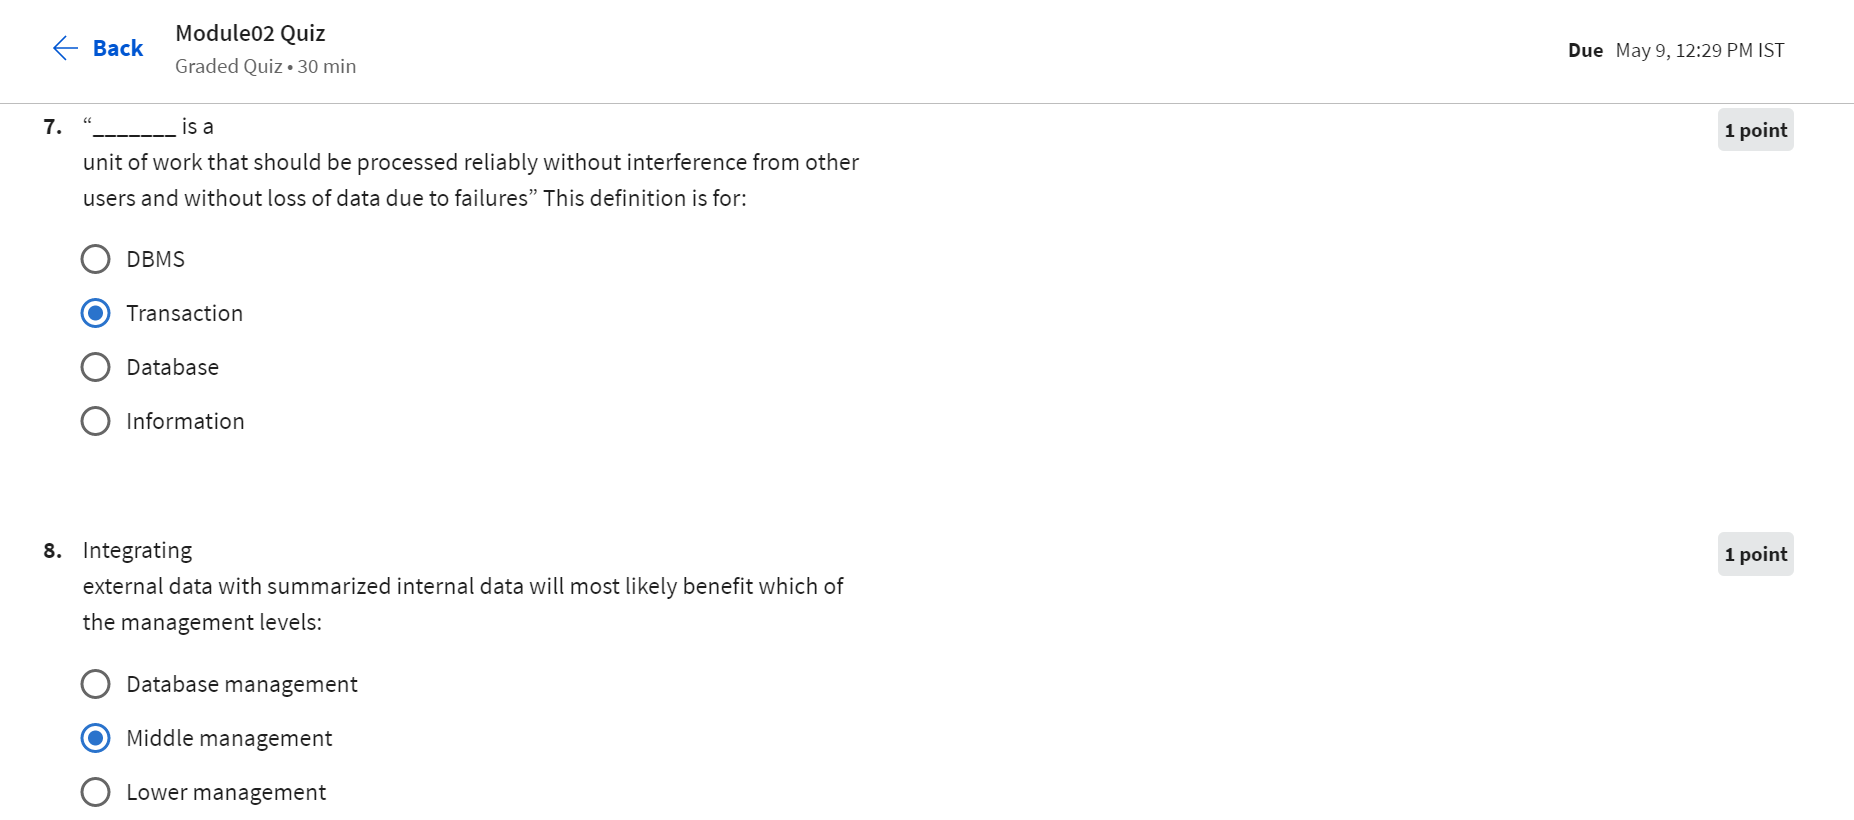 Back
Module02 Quiz
Graded Quiz • 30 min
Due May 9, 12:29 PM IST
7. “_______ is a
1 point
unit of work that should be processed reliably without interference from other
users and without loss of data due to failures” This definition is for:
DBMS
Transaction
Database
Information
8. Integrating
1 point
external data with summarized internal data will most likely benefit which of
the management levels:
Database management
Middle management
Lower management